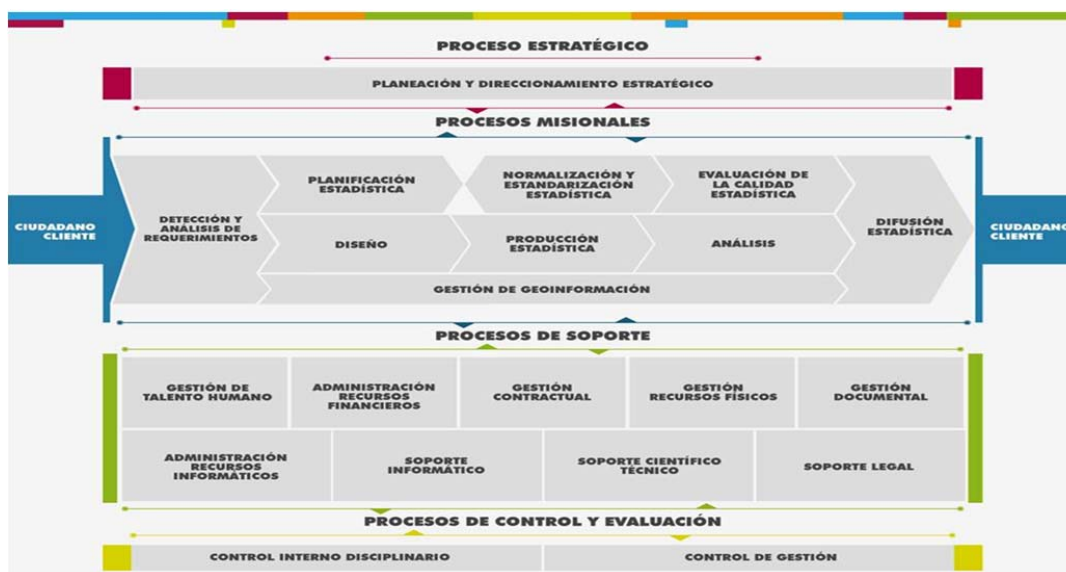 PROCESO ESTRATÉGICO
PLANEACIÓN Y DIRECCIONAMIENTO ESTRATÉGICO
PROCESOS MISIONALES
CIUDADANO
CLIENTE
DETECCIÓN Y
ANÁLISIS DE
REQUERIMIENTOS
PLANIFICACIÓN
ESTADÍSTICA
NORMALIZACIÓN Y
ESTANDARIZACIÓN
ESTADÍSTICA
EVALUACIÓN DE
LA CALIDAD
ESTADÍSTICA
DISEÑO
PRODUCCIÓN
ESTADÍSTICA
ANÁLISIS
GESTIÓN DE GEOINFORMACIÓN
DIFUSIÓN
ESTADÍSTICA
CIUDADANO
CLIENTE
PROCESOS DE SOPORTE
GESTIÓN DE
TALENTO HUMANO
ADMINISTRACIÓN
RECURSOS
FINANCIEROS
GESTIÓN
CONTRACTUAL
GESTIÓN
RECURSOS FÍSICOS
GESTIÓN
DOCUMENTAL
ADMINISTRACIÓN
RECURSOS
INFORMÁTICOS
SOPORTE
INFORMÁTICO
SOPORTE CIENTÍFICO
TÉCNICO
SOPORTE LEGAL
PROCESOS DE CONTROL Y EVALUACIÓN
CONTROL INTERNO DISCIPLINARIO
CONTROL DE GESTIÓN